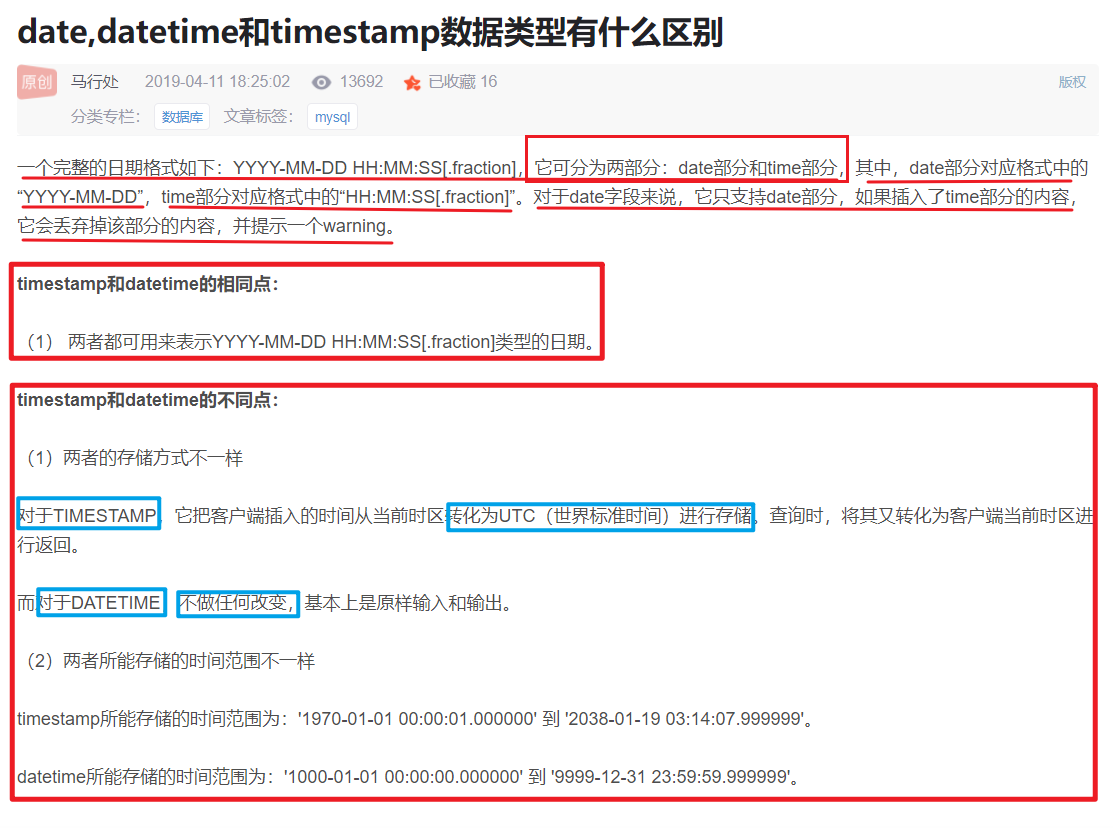 date,datetime和timestamp数据类型有什么区别
原创 马行处 2019-04-11 18:25:02 13692 已收藏 16 版权
分类专栏： 数据库 文章标签： mysql
一个完整的日期格式如下：YYYY-MM-DD HH:MM:SS[.fraction]，它可分为两部分：date部分和time部分，其中，date部分对应格式中的
“YYYY-MM-DD”，time部分对应格式中的“HH:MM:SS[.fraction]”。对于date字段来说，它只支持date部分，如果插入了time部分的内容，
它会丢弃掉该部分的内容，并提示一个warning。
timestamp和datetime的相同点：
（1） 两者都可用来表示YYYY-MM-DD HH:MM:SS[.fraction]类型的日期。
timestamp和datetime的不同点：
（1）两者的存储方式不一样
对于TIMESTAMP，它把客户端插入的时间从当前时区转化为UTC（世界标准时间）进行存储。查询时，将其又转化为客户端当前时区进
行返回。
而对于DATETIME，不做任何改变，基本上是原样输入和输出。
（2）两者所能存储的时间范围不一样
timestamp所能存储的时间范围为：'1970-01-01 00:00:01.000000' 到 '2038-01-19 03:14:07.999999'。
datetime所能存储的时间范围为：'1000-01-01 00:00:00.000000' 到 '9999-12-31 23:59:59.999999'。